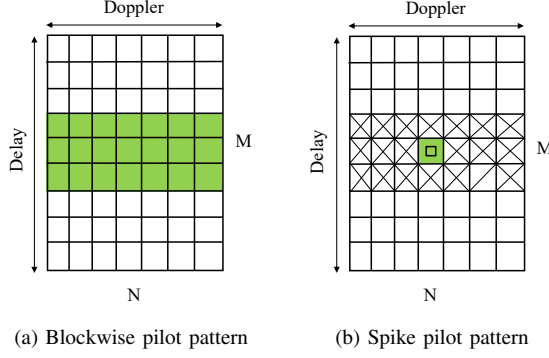 Doppler
Delay
M
N
(a) Blockwise pilot pattern
Doppler
Delay
M
N
(b) Spike pilot pattern